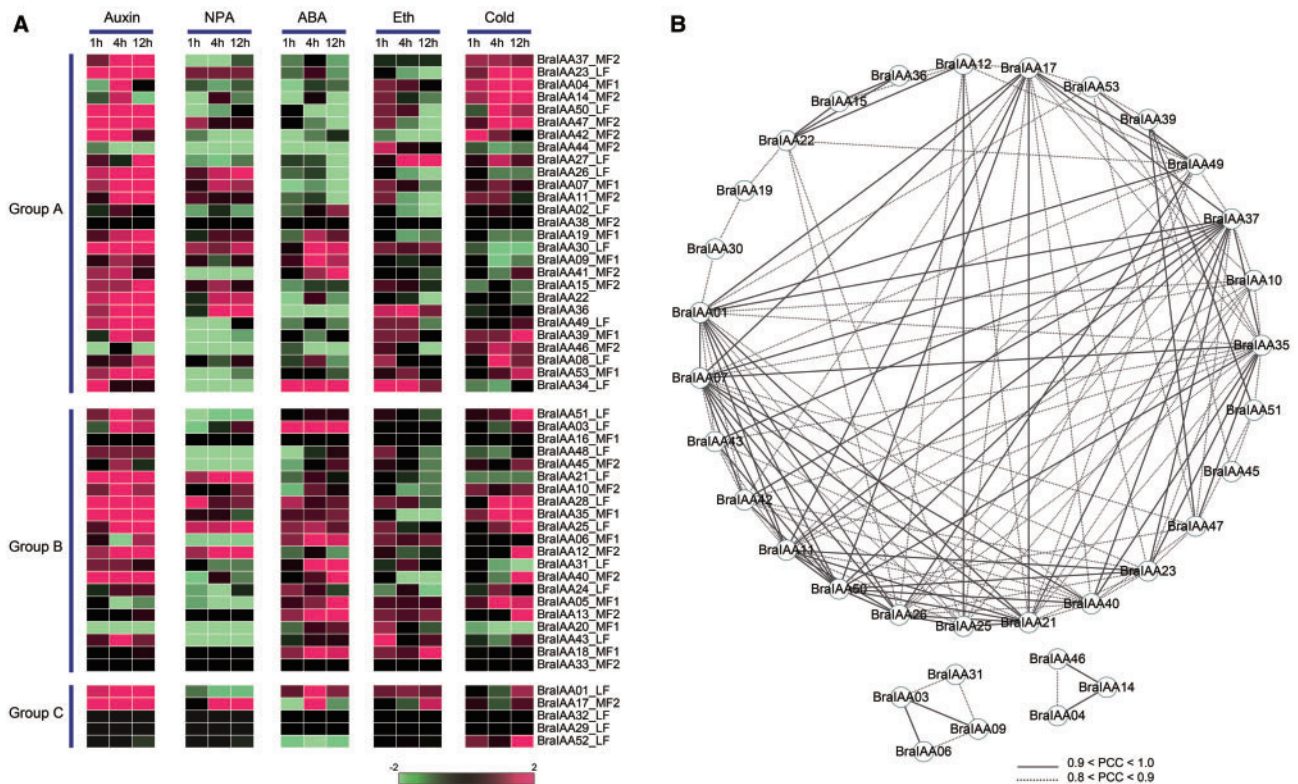 A
Auxin NPA ABA Eth Cold
1h 4h 12h 1h 4h 12h 1h 4h 12h 1h 4h 12h 1h 4h 12h
Group A
BraIAA37_MF2
BraIAA23_LF
BraIAA04_MF1
BraIAA14_MF2
BraIAA50_LF
BraIAA47_MF2
BraIAA42_MF2
BraIAA44_MF2
BraIAA27_LF
BraIAA26_LF
BraIAA07_MF1
BraIAA11_MF2
BraIAA02_LF
BraIAA38_MF2
BraIAA19_MF1
BraIAA30_LF
BraIAA09_MF1
BraIAA41_MF2
BraIAA15_MF2
BraIAA22
BraIAA36
BraIAA49_LF
BraIAA39_MF1
BraIAA46_MF2
BraIAA08_LF
BraIAA53_MF1
BraIAA34_LF
Group B
BraIAA51_LF
BraIAA03_LF
BraIAA16_MF1
BraIAA48_LF
BraIAA45_MF2
BraIAA21_LF
BraIAA10_MF2
BraIAA28_LF
BraIAA35_MF1
BraIAA25_LF
BraIAA06_MF1
BraIAA12_MF2
BraIAA31_LF
BraIAA40_MF2
BraIAA24_LF
BraIAA05_MF1
BraIAA13_MF2
BraIAA20_MF1
BraIAA43_LF
BraIAA18_MF1
BraIAA33_MF2
Group C
BraIAA01_LF
BraIAA17_MF2
BraIAA32_LF
BraIAA29_LF
BraIAA52_LF
-2 2
B
BraIAA12
BraIAA17
BraIAA36
BraIAA53
BraIAA15
BraIAA39
BraIAA22
BraIAA49
BraIAA19
BraIAA37
BraIAA30
BraIAA10
BraIAA01
BraIAA35
BraIAA07
BraIAA51
BraIAA43
BraIAA45
BraIAA42
BraIAA47
BraIAA11
BraIAA23
BraIAA50
BraIAA40
BraIAA26
BraIAA25
BraIAA21
BraIAA31
BraIAA03
BraIAA09
BraIAA06
BraIAA46
BraIAA14
BraIAA04
0.9 < PCC < 1.0
0.8 < PCC < 0.9